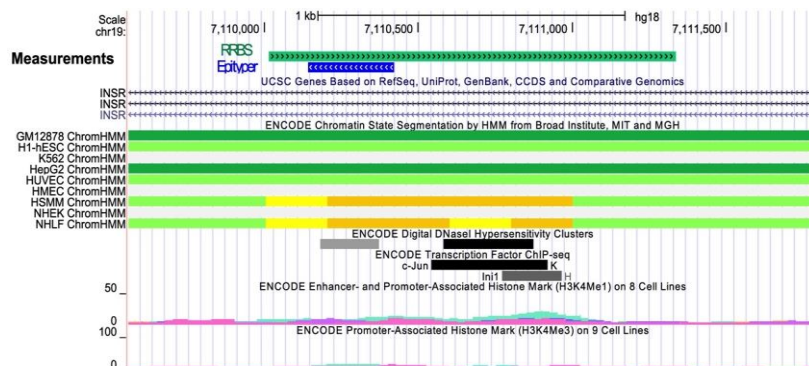 Scale 1 kb hg18
chr19: 7,110,000 7,110,500 7,111,000 7,111,500
Measurements
RRBS
Epityper
UCSC Genes Based on RefSeq, UniProt, GenBank, CCDS and Comparative Genomics
INSR
INSR
INSR
ENCODE Chromatin State Segmentation by HMM from Broad Institute, MIT and MGH
GM12878 ChromHMM
H1-hESC ChromHMM
K562 ChromHMM
HepG2 ChromHMM
HUVEC ChromHMM
HMEC ChromHMM
HSMM ChromHMM
NHEK ChromHMM
NHLF ChromHMM
ENCODE Digital DNaseI Hypersensitivity Clusters
ENCODE Transcription Factor ChIP-seq
c-Jun K
Ini1 H
ENCODE Enhancer- and Promoter-Associated Histone Mark (H3K4Me1) on 8 Cell Lines
50
0
ENCODE Promoter-Associated Histone Mark (H3K4Me3) on 9 Cell Lines
100
0